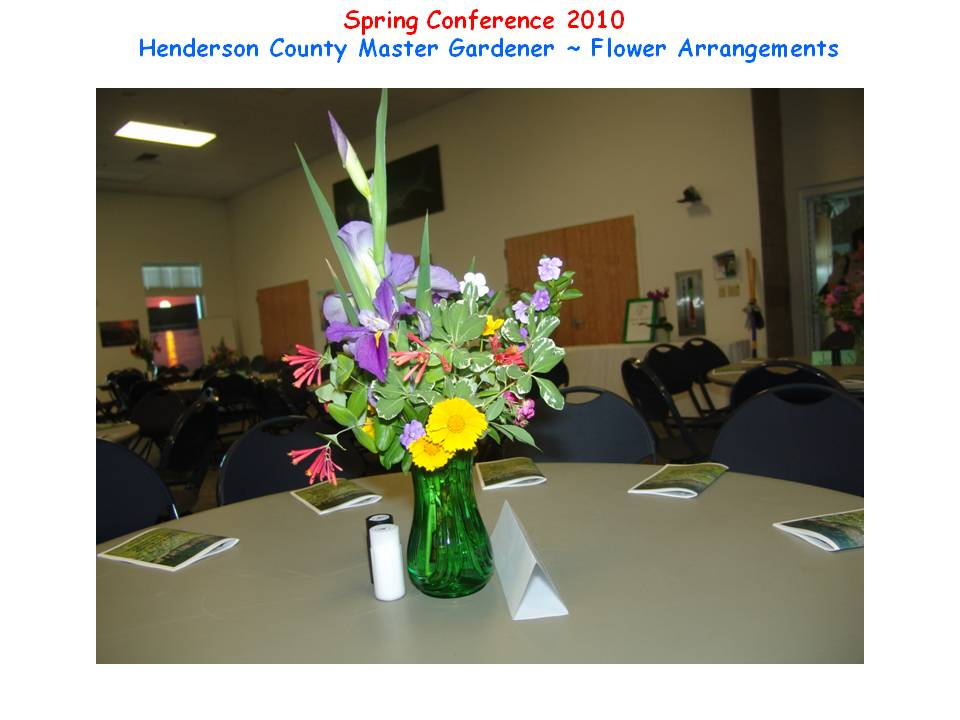 Spring Conference 2010
Henderson County Master Gardener ~ Flower Arrangements